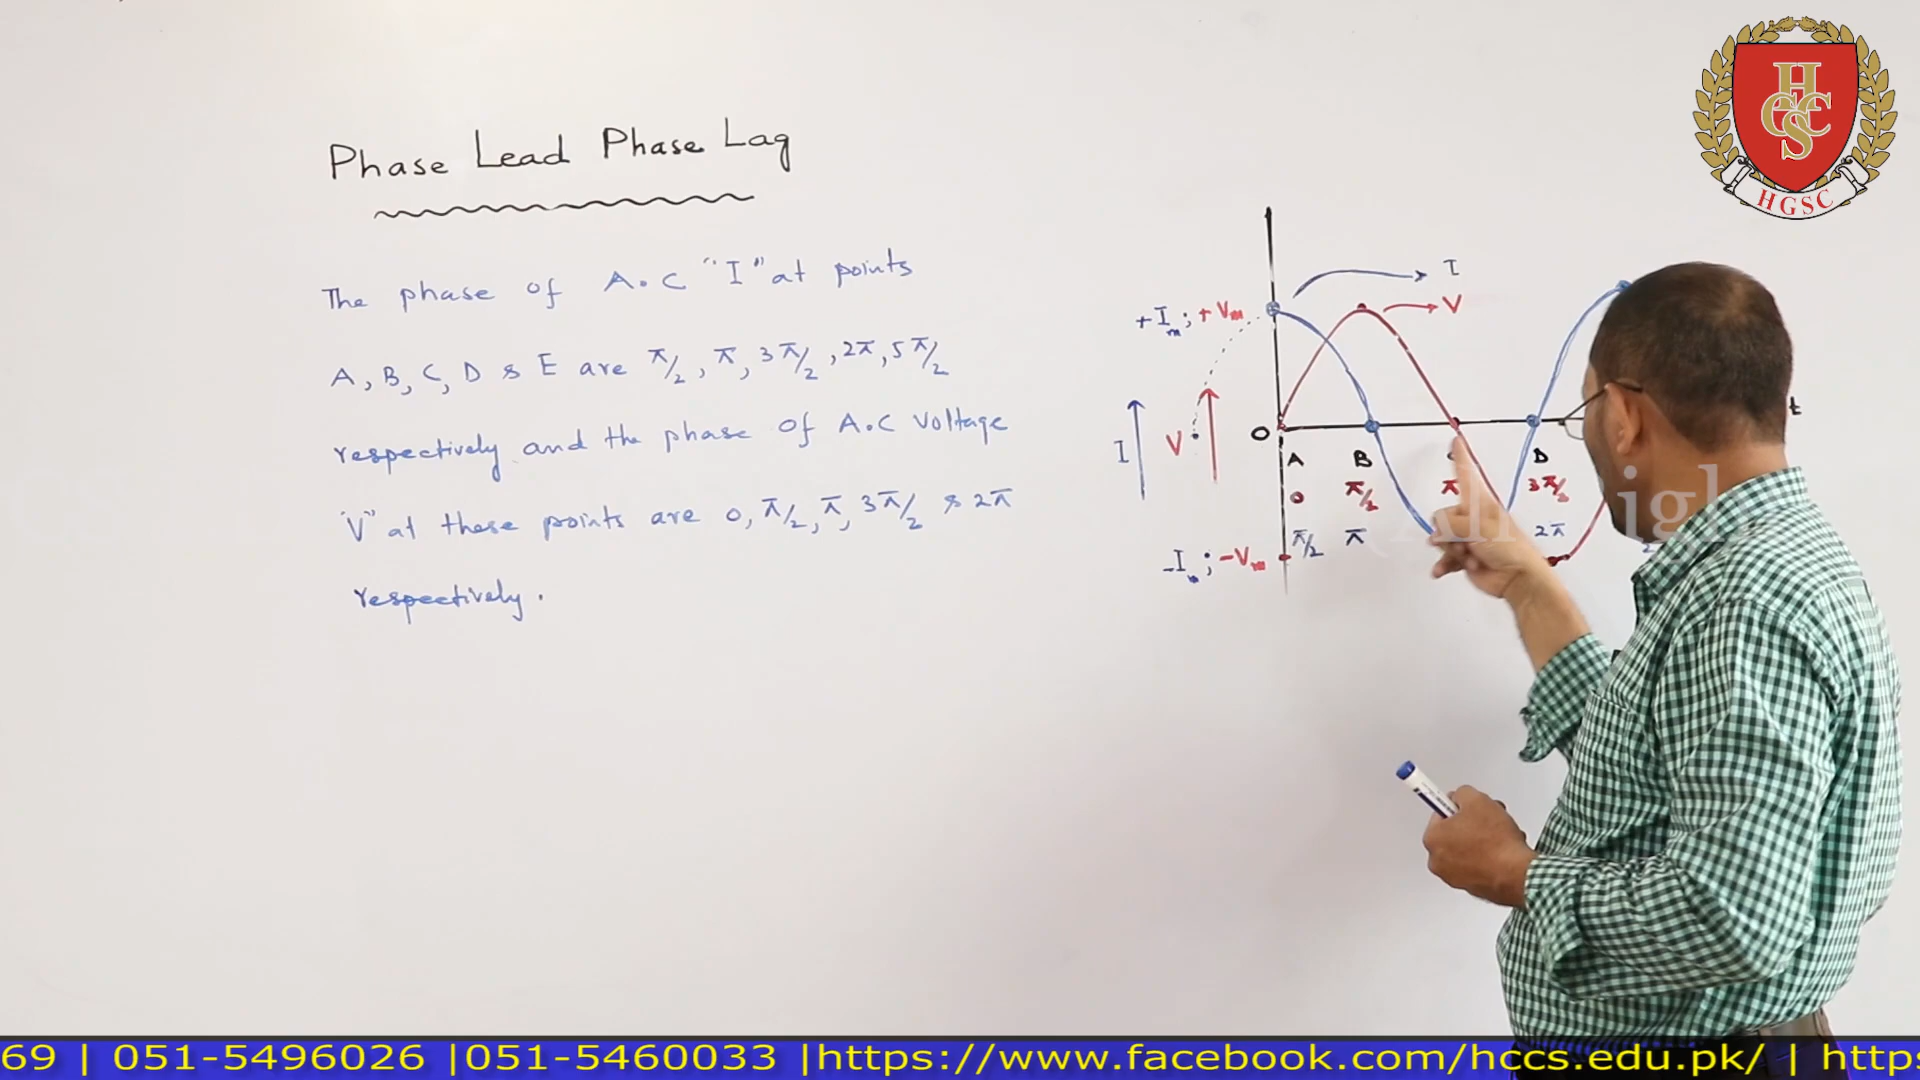 Phase Lead Phase Lag
The phase of A.C "I" at points
A, B, C, D & E are π/2, π, 3π/2, 2π, 5π/2
respectively and the phase of A.C Voltage
"V" at these points are 0, π/2, π, 3π/2 & 2π
respectively.
I
V
+Im; +Vm
I
V
O
t
A B D
0 π/2 π 3π/2
π/2 π 2π
-Im; -Vm
HCCS
HGSC
69 | 051-5496026 |051-5460033 |https://www.facebook.com/hccs.edu.pk/ | https